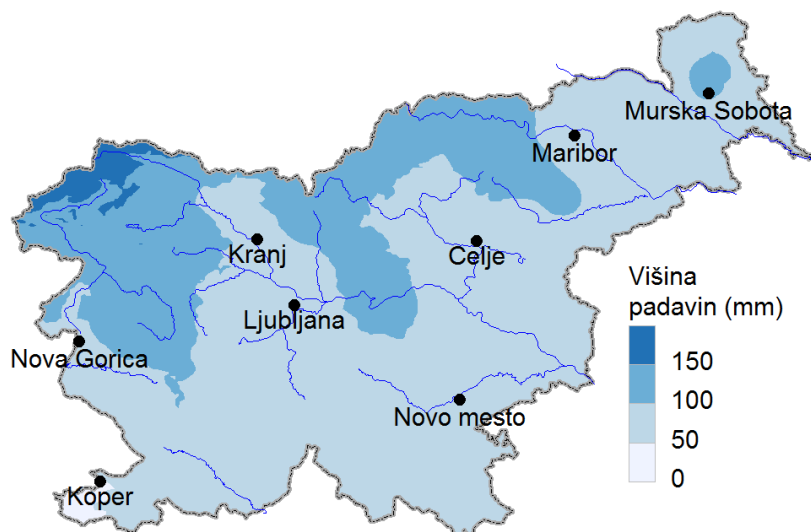 Murska Sobota
Maribor
Kranj
Celje
Ljubljana
Nova Gorica
Novo mesto
Koper
Višina
padavin (mm)
150
100
50
0